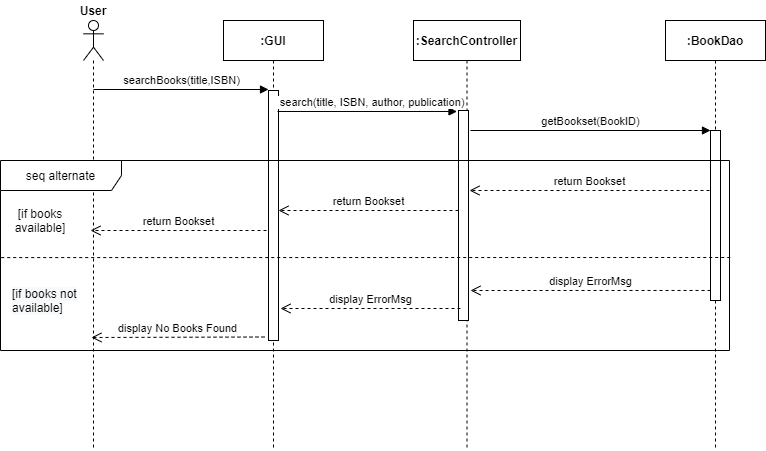 User
:GUI
:SearchController
:BookDao
searchBooks(title,ISBN)
search(title, ISBN, author, publication)
getBookset(BookID)
seq alternate
return Bookset
return Bookset
[if books
available]
return Bookset
display ErrorMsg
[if books not
available]
display ErrorMsg
display No Books Found